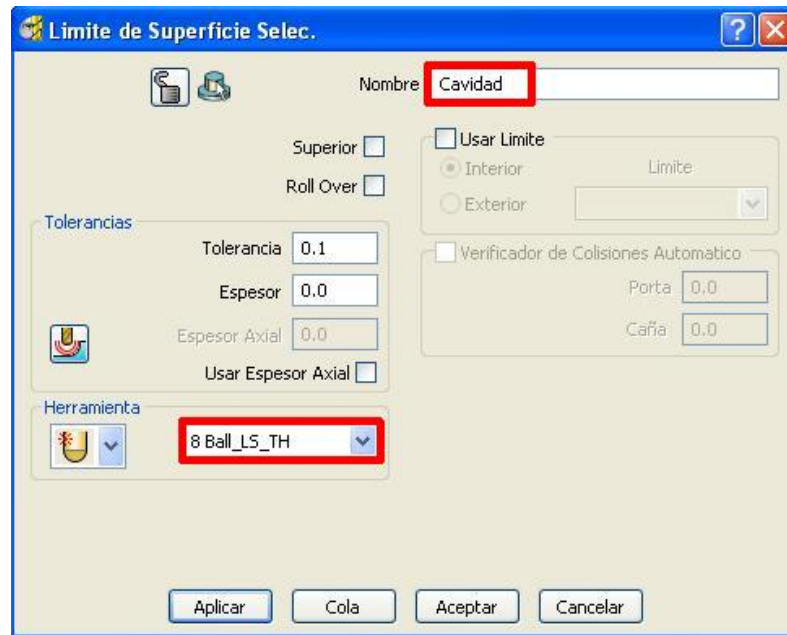 Limite de Superficie Selec.
Nombre Cavidad
Superior
Roll Over
Usar Limite
Interior Limite
Exterior
Tolerancias
Tolerancia 0.1
Espesor 0.0
Espesor Axial 0.0
Usar Espesor Axial
Verificador de Colisiones Automatico
Porta 0.0
Caña 0.0
Herramienta
8 Ball_LS_TH
Aplicar Cola Aceptar Cancelar